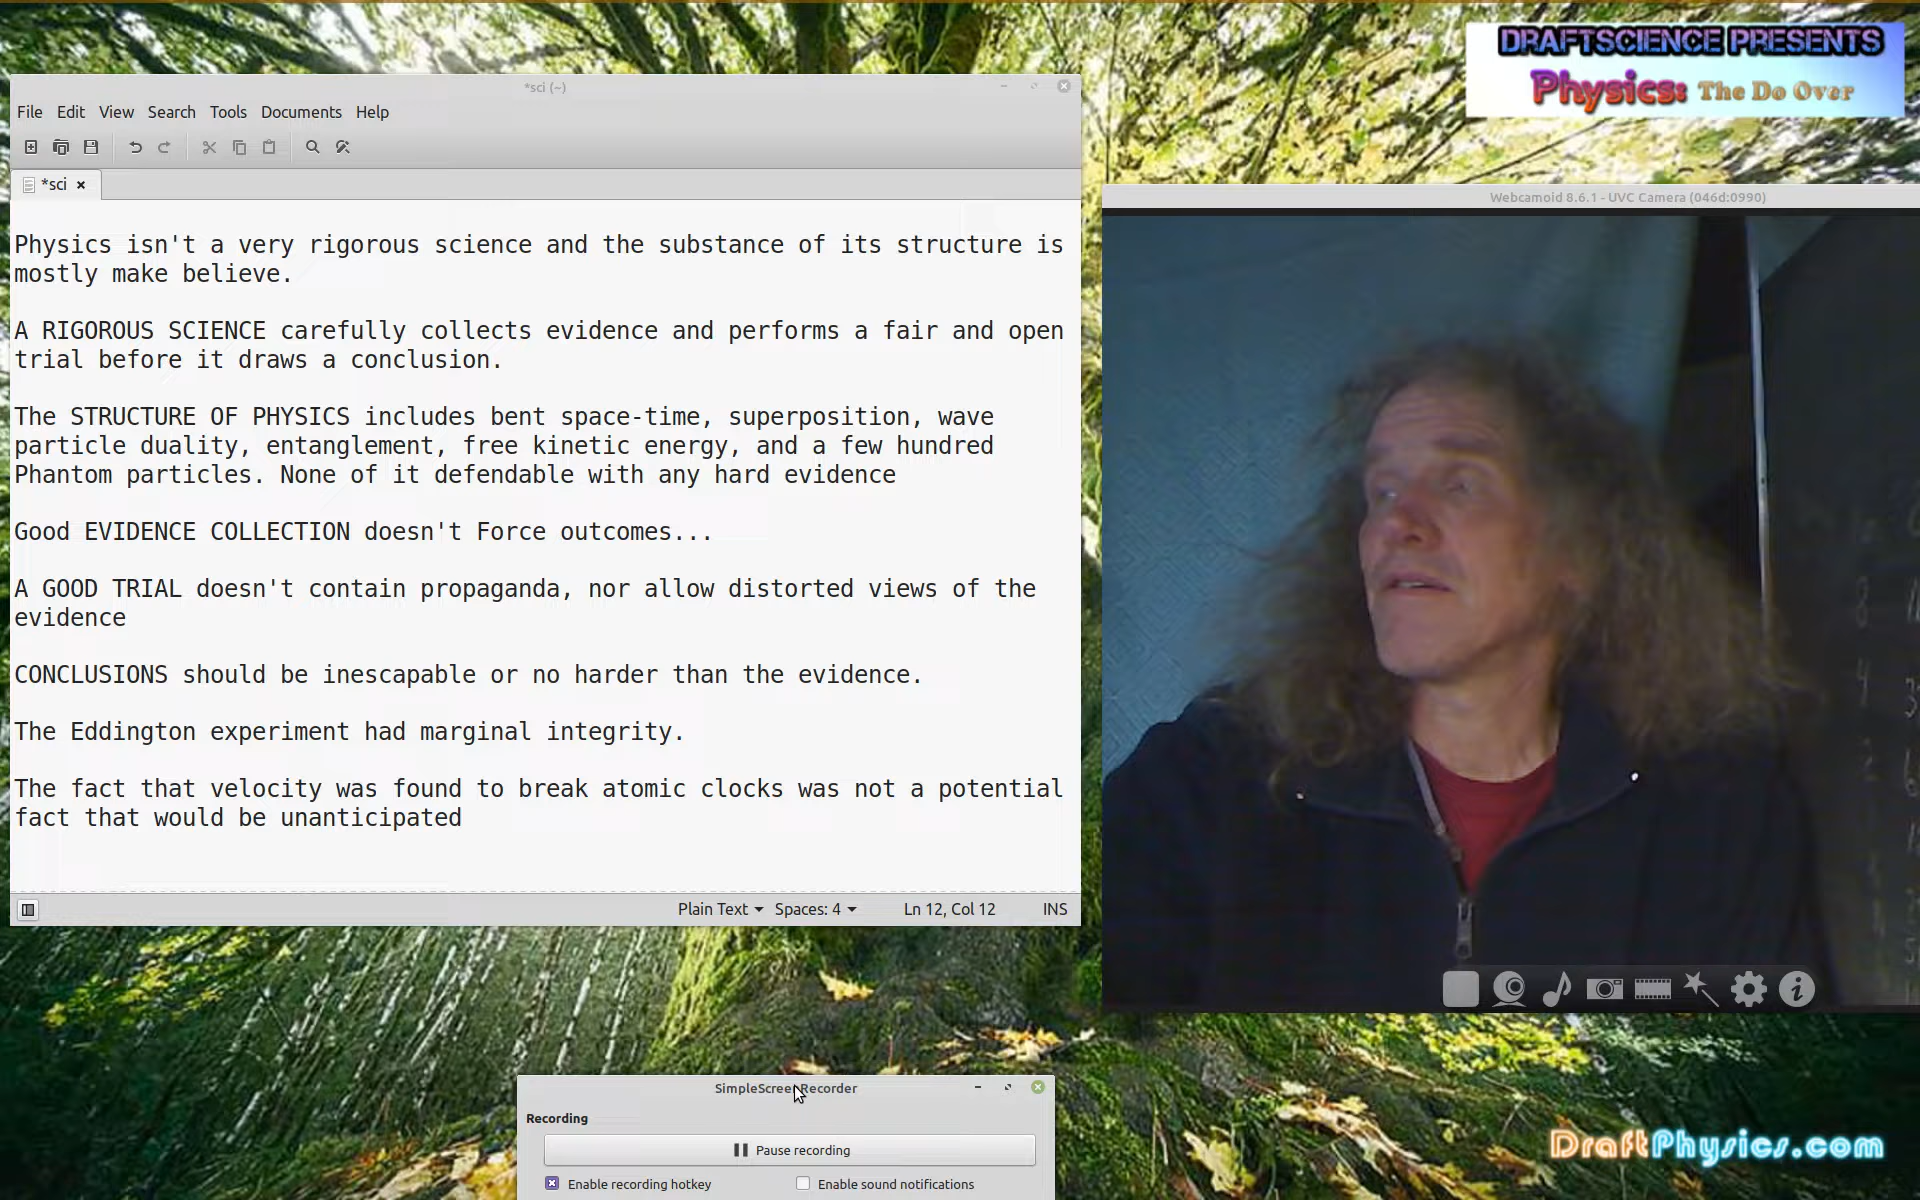 DRAFTSCIENCE PRESENTS
Physics: The Do Over
*sci (~)
File Edit View Search Tools Documents Help
*sci
Physics isn't a very rigorous science and the substance of its structure is
mostly make believe.
A RIGOROUS SCIENCE carefully collects evidence and performs a fair and open
trial before it draws a conclusion.
The STRUCTURE OF PHYSICS includes bent space-time, superposition, wave
particle duality, entanglement, free kinetic energy, and a few hundred
Phantom particles. None of it defendable with any hard evidence
Good EVIDENCE COLLECTION doesn't Force outcomes...
A GOOD TRIAL doesn't contain propaganda, nor allow distorted views of the
evidence
CONCLUSIONS should be inescapable or no harder than the evidence.
The Eddington experiment had marginal integrity.
The fact that velocity was found to break atomic clocks was not a potential
fact that would be unanticipated
Plain Text Spaces: 4 Ln 12, Col 12 INS
Webcamoid 8.6.1 - UVC Camera (046d:0990)
SimpleScreenRecorder
Recording
Pause recording
Enable recording hotkey Enable sound notifications
DraftPhysics.com